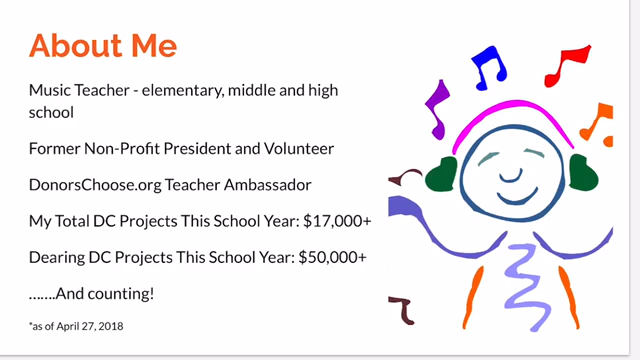 About Me
Music Teacher - elementary, middle and high
school
Former Non-Profit President and Volunteer
DonorsChoose.org Teacher Ambassador
My Total DC Projects This School Year: $17,000+
Dearing DC Projects This School Year: $50,000+
…….And counting!
*as of April 27, 2018